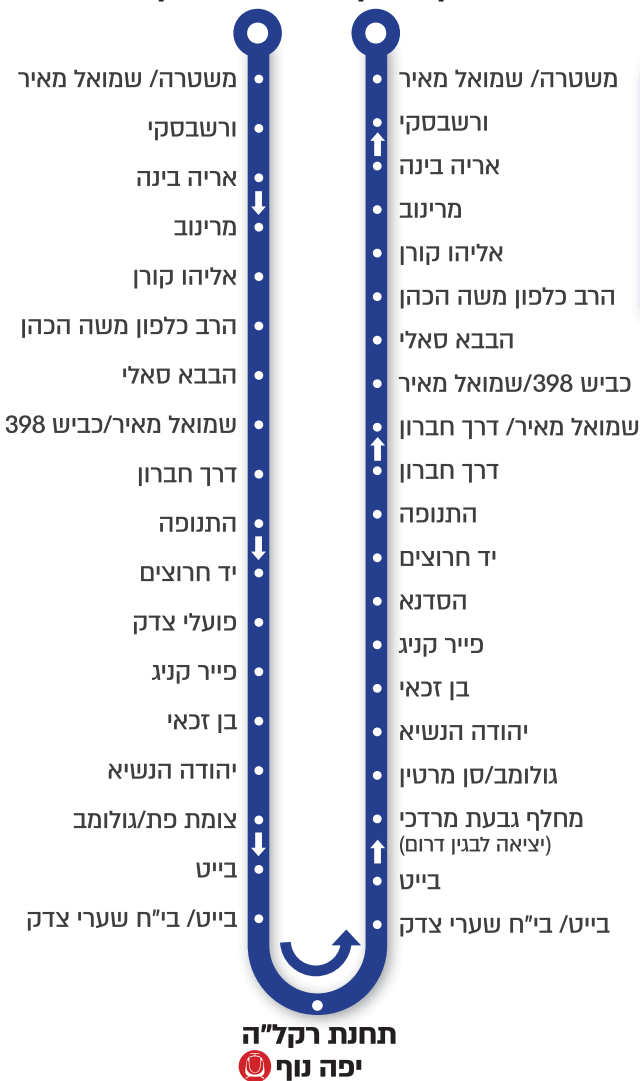 משטרה/ שמואל מאיר
ורשבסקי
אריה בינה
מרינוב
אליהו קורן
הרב כלפון משה הכהן
הבבא סאלי
שמואל מאיר/כביש 398
דרך חברון
התנופה
יד חרוצים
פועלי צדק
פייר קניג
בן זכאי
יהודה הנשיא
צומת פת/גולומב
בייט
בייט/ בי"ח שערי צדק
תחנת רקל"ה
יפה נוף
משטרה/ שמואל מאיר
ורשבסקי
אריה בינה
מרינוב
אליהו קורן
הרב כלפון משה הכהן
הבבא סאלי
כביש 398/שמואל מאיר
שמואל מאיר/ דרך חברון
דרך חברון
התנופה
יד חרוצים
הסדנא
פייר קניג
בן זכאי
יהודה הנשיא
גולומב/סן מרטין
מחלף גבעת מרדכי
(יציאה לבגין דרום)
בייט
בייט/ בי"ח שערי צדק